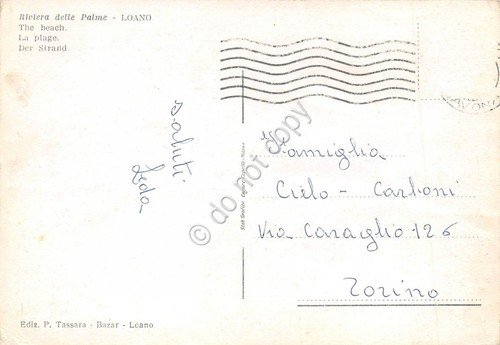 Riviera delle Palme - LOANO
The beach.
La plage.
Der Strand
saluti
Leda
Famiglia
Cielo - Carboni
Via Caraglio 126
Torino
Ediz. P. Tassara - Bazar - Loano
© do not copy